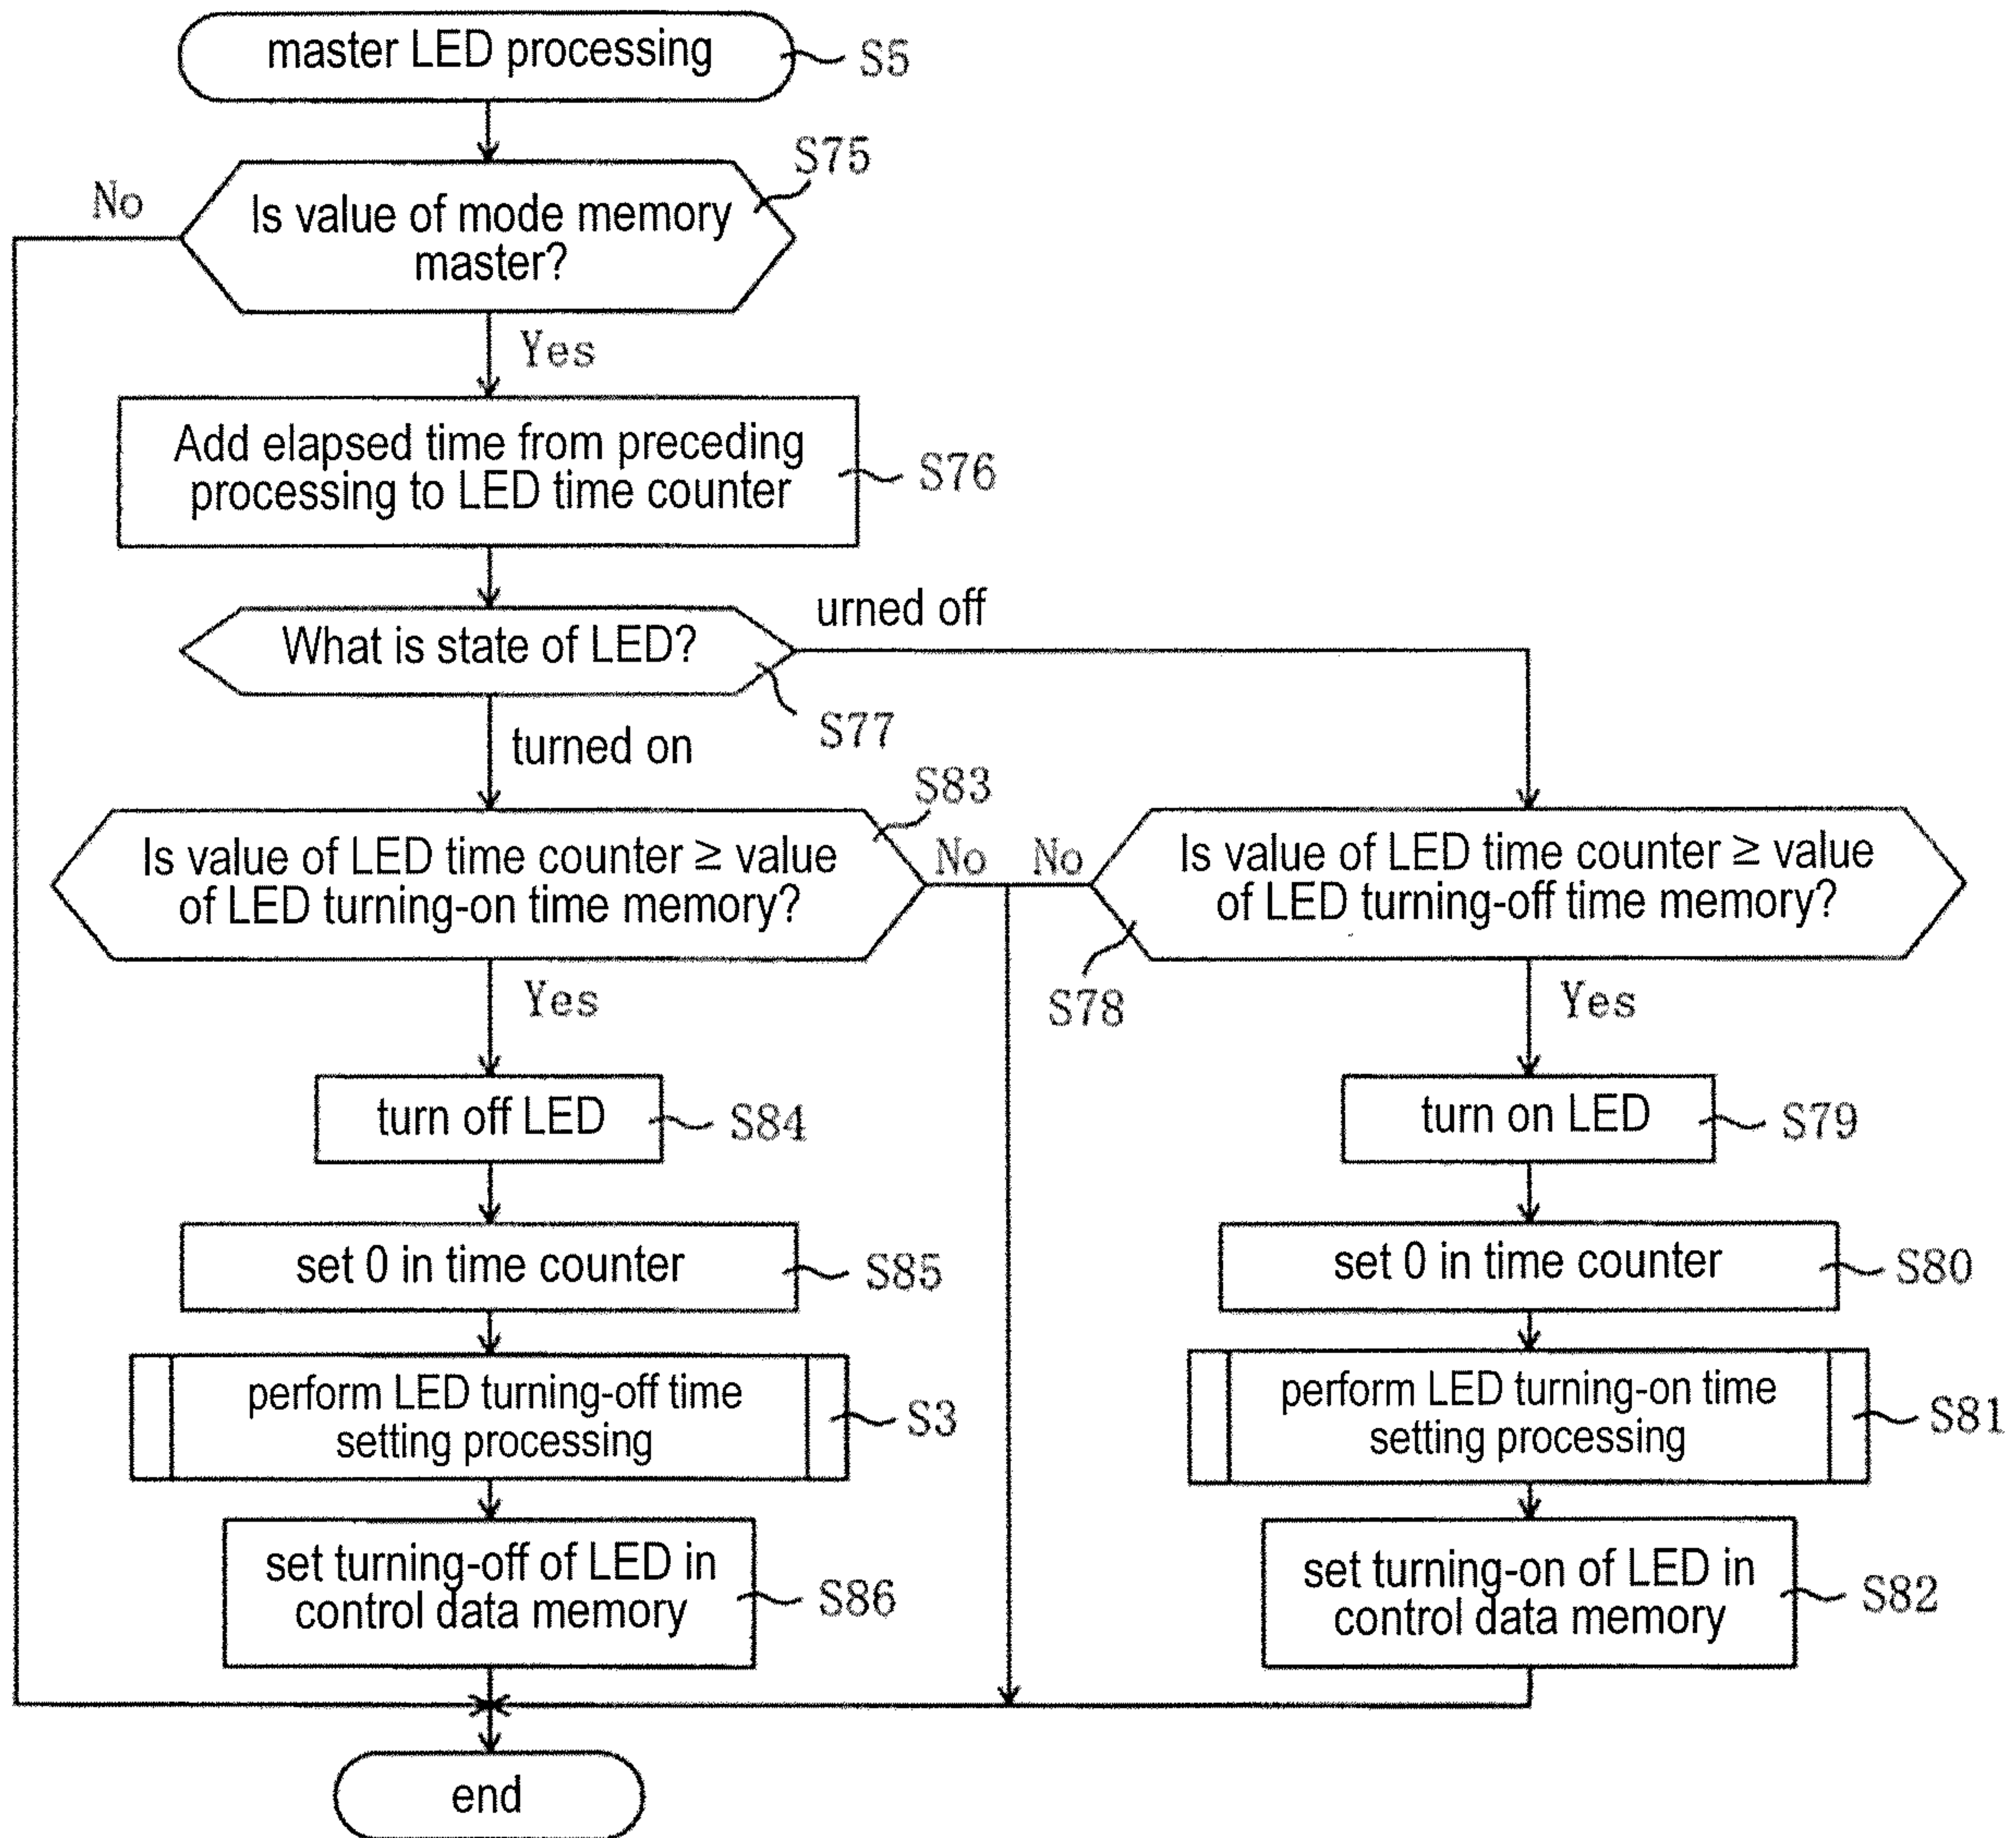 master LED processing
S5
S75
No
Is value of mode memory
master?
Yes
Add elapsed time from preceding
processing to LED time counter
S76
urned off
What is state of LED?
S77
turned on
S83
Is value of LED time counter ≥ value
of LED turning-on time memory?
No
No
Is value of LED time counter ≥ value
of LED turning-off time memory?
S78
Yes
Yes
turn off LED
S84
turn on LED
S79
set 0 in time counter
S85
set 0 in time counter
S80
perform LED turning-off time
setting processing
S3
perform LED turning-on time
setting processing
S81
set turning-off of LED in
control data memory
S86
set turning-on of LED in
control data memory
S82
end